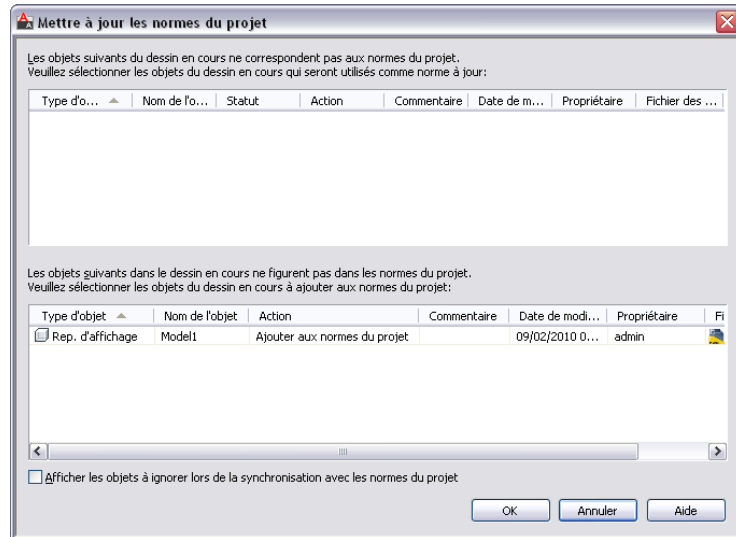 Mettre à jour les normes du projet
Les objets suivants du dessin en cours ne correspondent pas aux normes du projet.
Veuillez sélectionner les objets du dessin en cours qui seront utilisés comme norme à jour:
Type d'o... Nom de l'o... Statut Action Commentaire Date de m... Propriétaire Fichier des ...
Les objets suivants dans le dessin en cours ne figurent pas dans les normes du projet.
Veuillez sélectionner les objets du dessin en cours à ajouter aux normes du projet:
Type d'objet Nom de l'objet Action Commentaire Date de modi... Propriétaire Fi
Rep. d'affichage Model1 Ajouter aux normes du projet 09/02/2010 0... admin
Afficher les objets à ignorer lors de la synchronisation avec les normes du projet
OK Annuler Aide